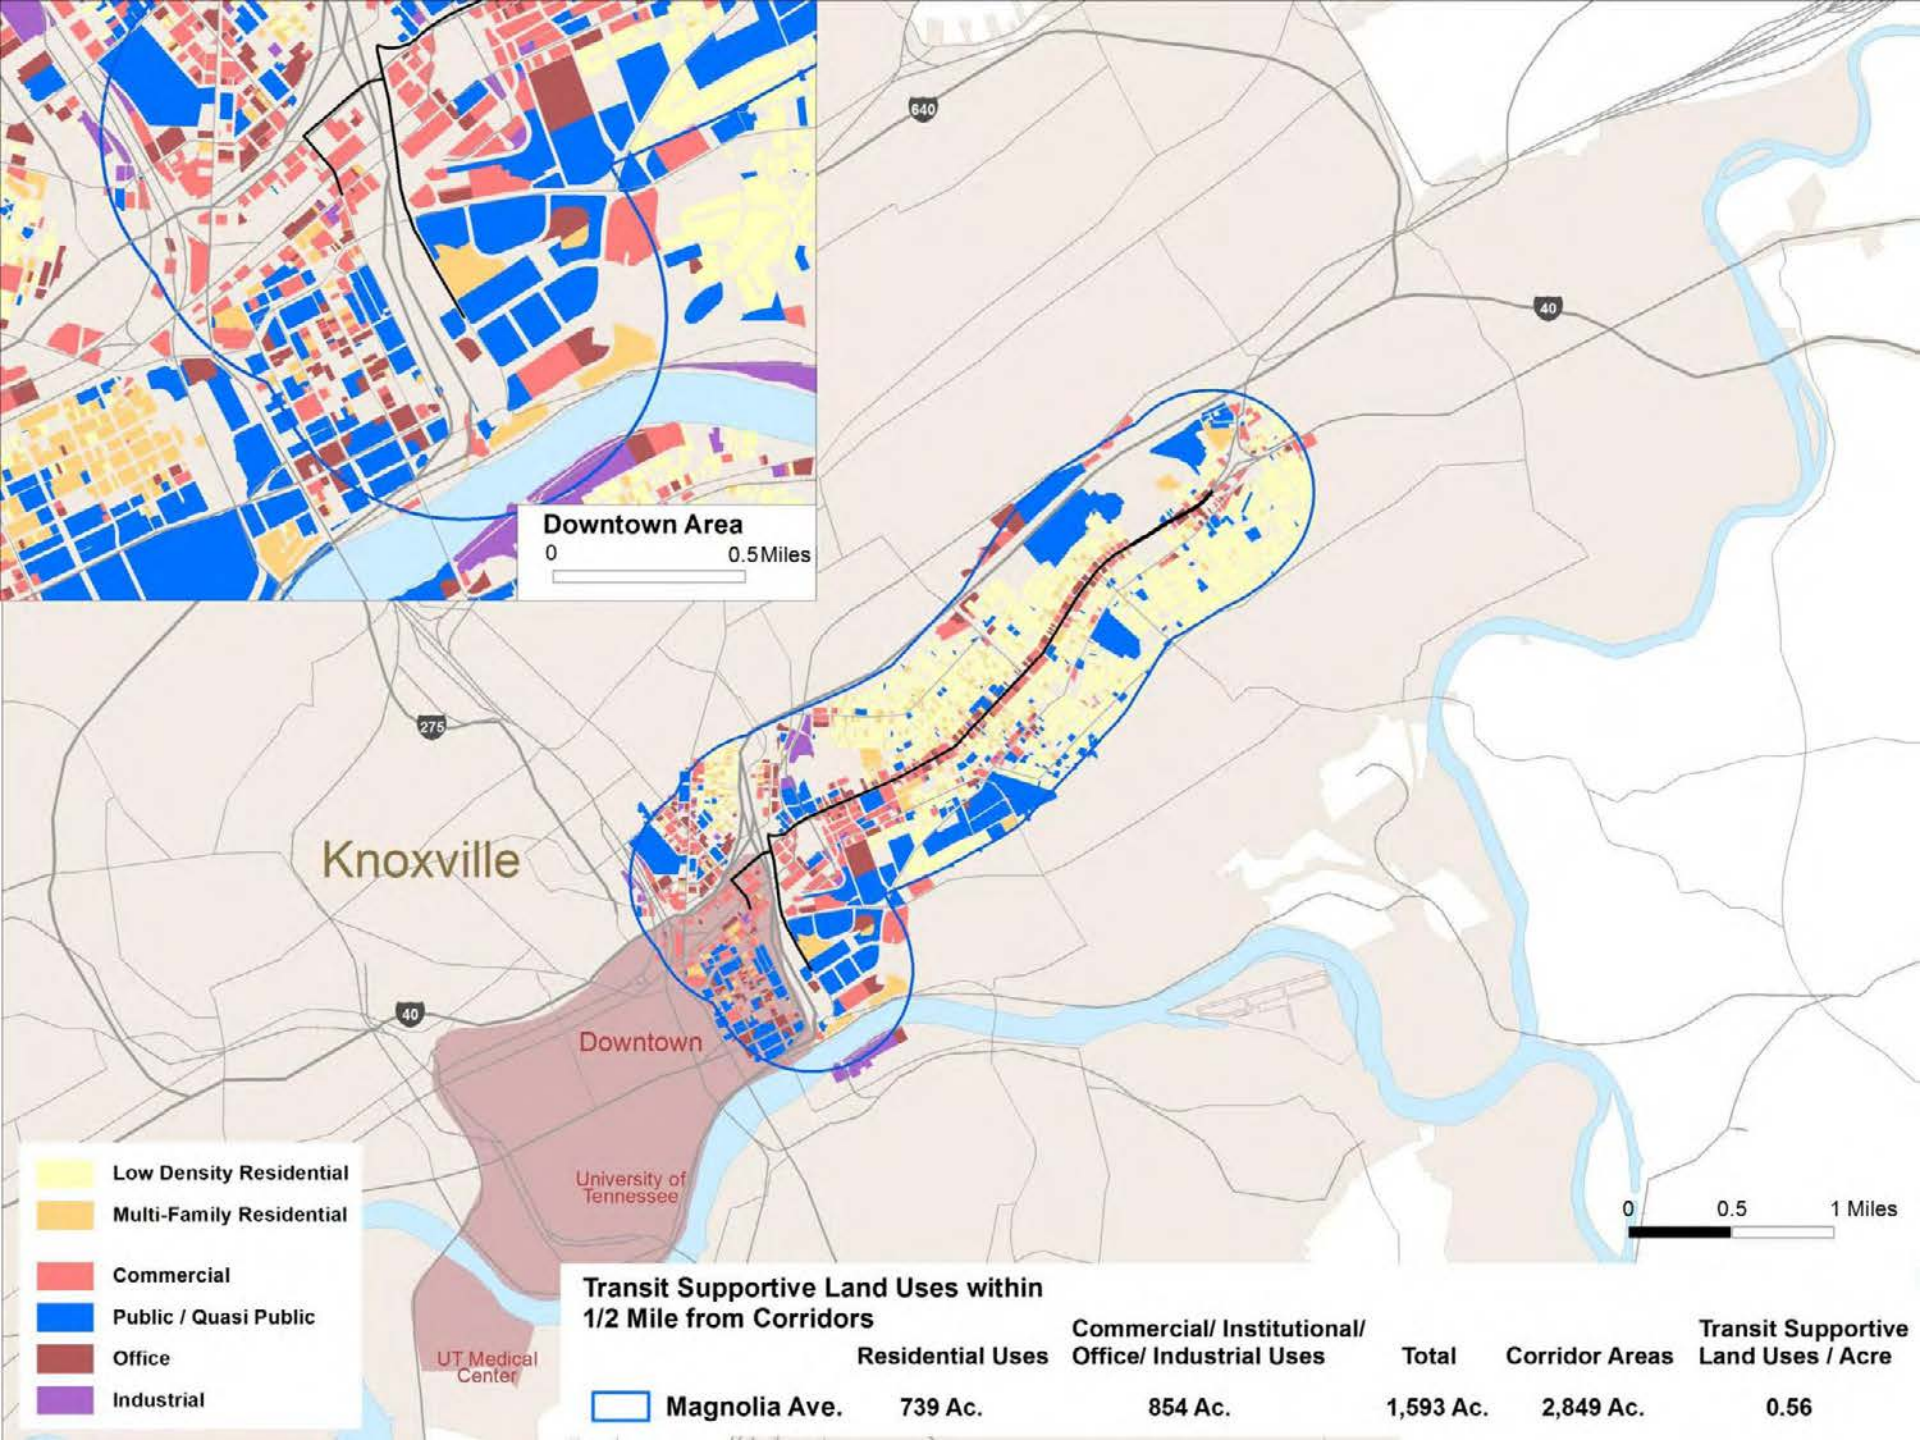 Downtown Area
0 0.5 Miles
640
40
275
Knoxville
40
Downtown
University of
Tennessee
UT Medical
Center
Low Density Residential
Multi-Family Residential
Commercial
Public / Quasi Public
Office
Industrial
0 0.5 1 Miles
Transit Supportive Land Uses within
1/2 Mile from Corridors
Residential Uses
Commercial/ Institutional/
Office/ Industrial Uses
Total
Corridor Areas
Transit Supportive
Land Uses / Acre
Magnolia Ave. 739 Ac. 854 Ac. 1,593 Ac. 2,849 Ac. 0.56